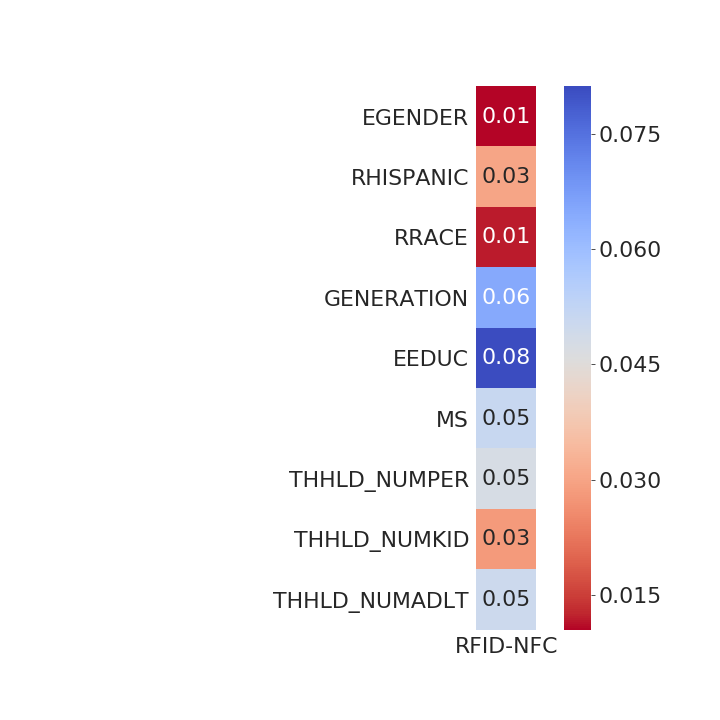 EGENDER 0.01
0.075
RHISPANIC 0.03
RRACE 0.01
0.060
GENERATION 0.06
EEDUC 0.08
0.045
MS 0.05
THHLD_NUMPER 0.05
0.030
THHLD_NUMKID 0.03
THHLD_NUMADLT 0.05
0.015
RFID-NFC